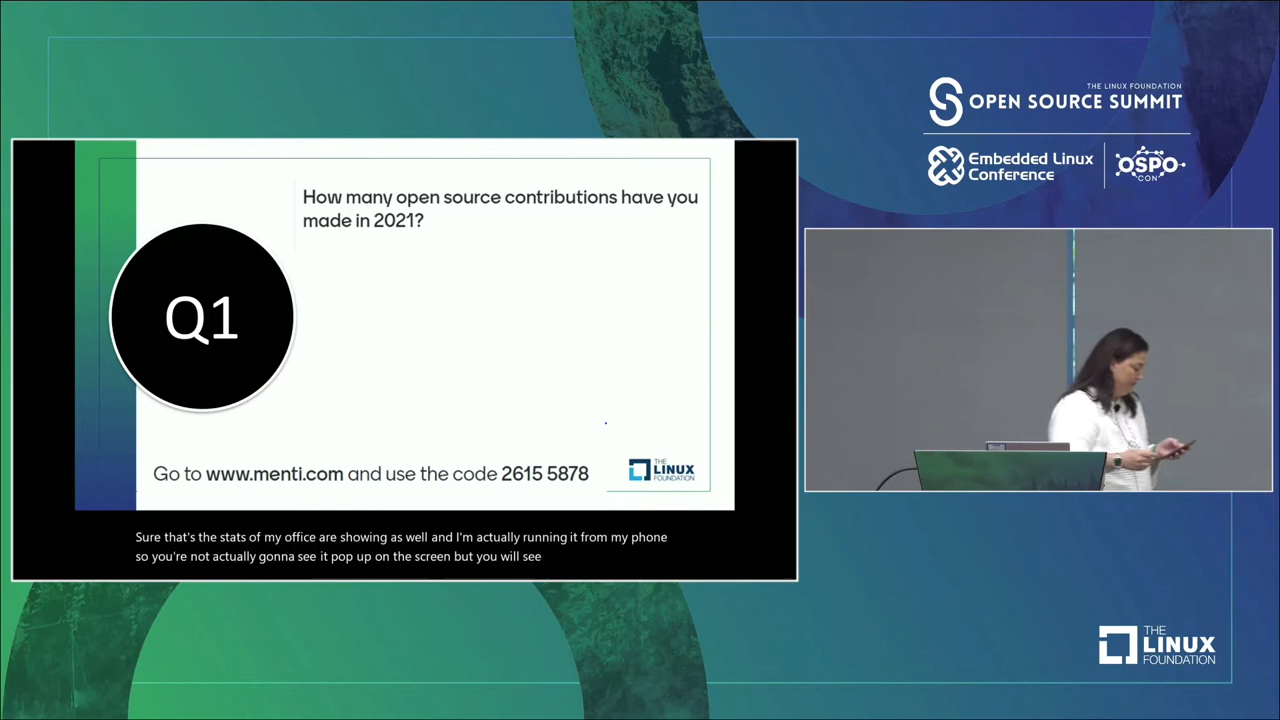 THE LINUX FOUNDATION
OPEN SOURCE SUMMIT
Embedded Linux
Conference
OSPO
CON
How many open source contributions have you
made in 2021?
Q1
Go to www.menti.com and use the code 2615 5878
THE
LINUX
FOUNDATION
Sure that's the stats of my office are showing as well and I'm actually running it from my phone
so you're not actually gonna see it pop up on the screen but you will see
THE
LINUX
FOUNDATION